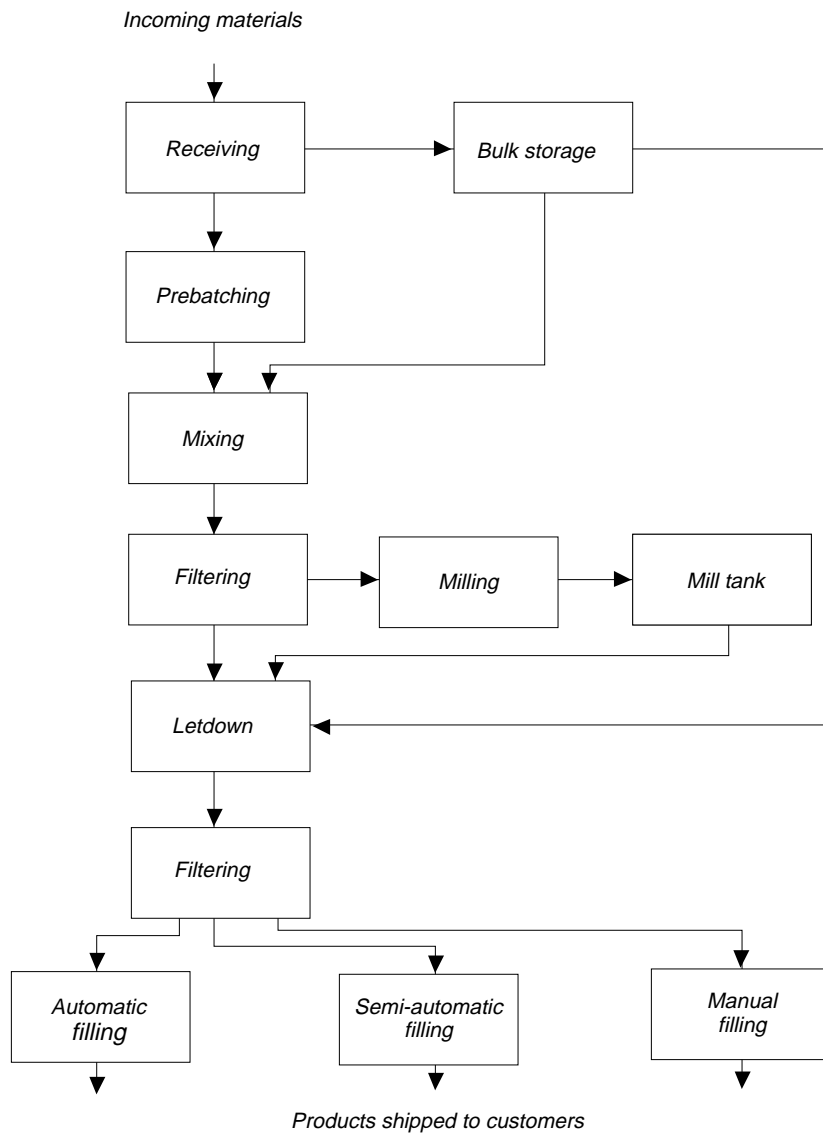 Incoming materials
Receiving
Bulk storage
Prebatching
Mixing
Filtering
Milling
Mill tank
Letdown
Filtering
Automatic
filling
Semi-automatic
filling
Manual
filling
Products shipped to customers